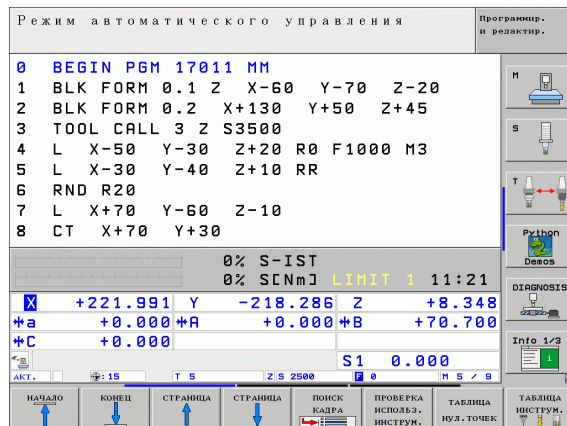 Режим автоматического управления
Программир.
и редактир.
0 BEGIN PGM 17011 MM
1 BLK FORM 0.1 Z X-60 Y-70 Z-20
2 BLK FORM 0.2 X+130 Y+50 Z+45
3 TOOL CALL 3 Z S3500
4 L X-50 Y-30 Z+20 R0 F1000 M3
5 L X-30 Y-40 Z+10 RR
6 RND R20
7 L X+70 Y-60 Z-10
8 CT X+70 Y+30
M
S
T
Python
Demos
DIAGNOSIS
Info 1/3
0% S-IST
0% S[Nm] LIMIT 1 11:21
X +221.991 Y -218.286 Z +8.348
a +0.000 A +0.000 B +70.700
C +0.000
S1 0.000
АКТ. : 15 T 5 Z S 2500 F 0 M 5 / 9
НАЧАЛО
КОНЕЦ
СТРАНИЦА
СТРАНИЦА
ПОИСК
КАДРА
ПРОВЕРКА
ИСПОЛЬЗ.
ИНСТРУМ.
ТАБЛИЦА
НУЛ.ТОЧЕК
ТАБЛИЦА
ИНСТРУМ.